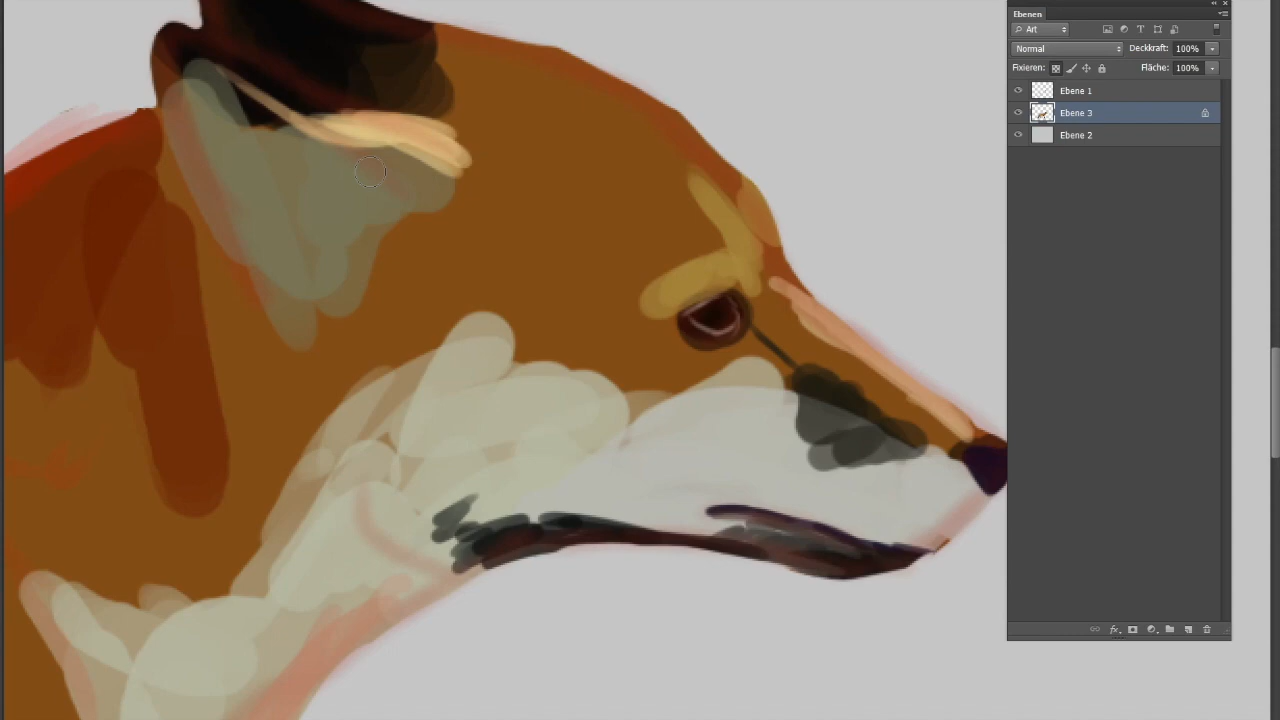 Ebenen
Art
Normal Deckkraft: 100%
Fixieren: Fläche: 100%
Ebene 1
Ebene 3
Ebene 2